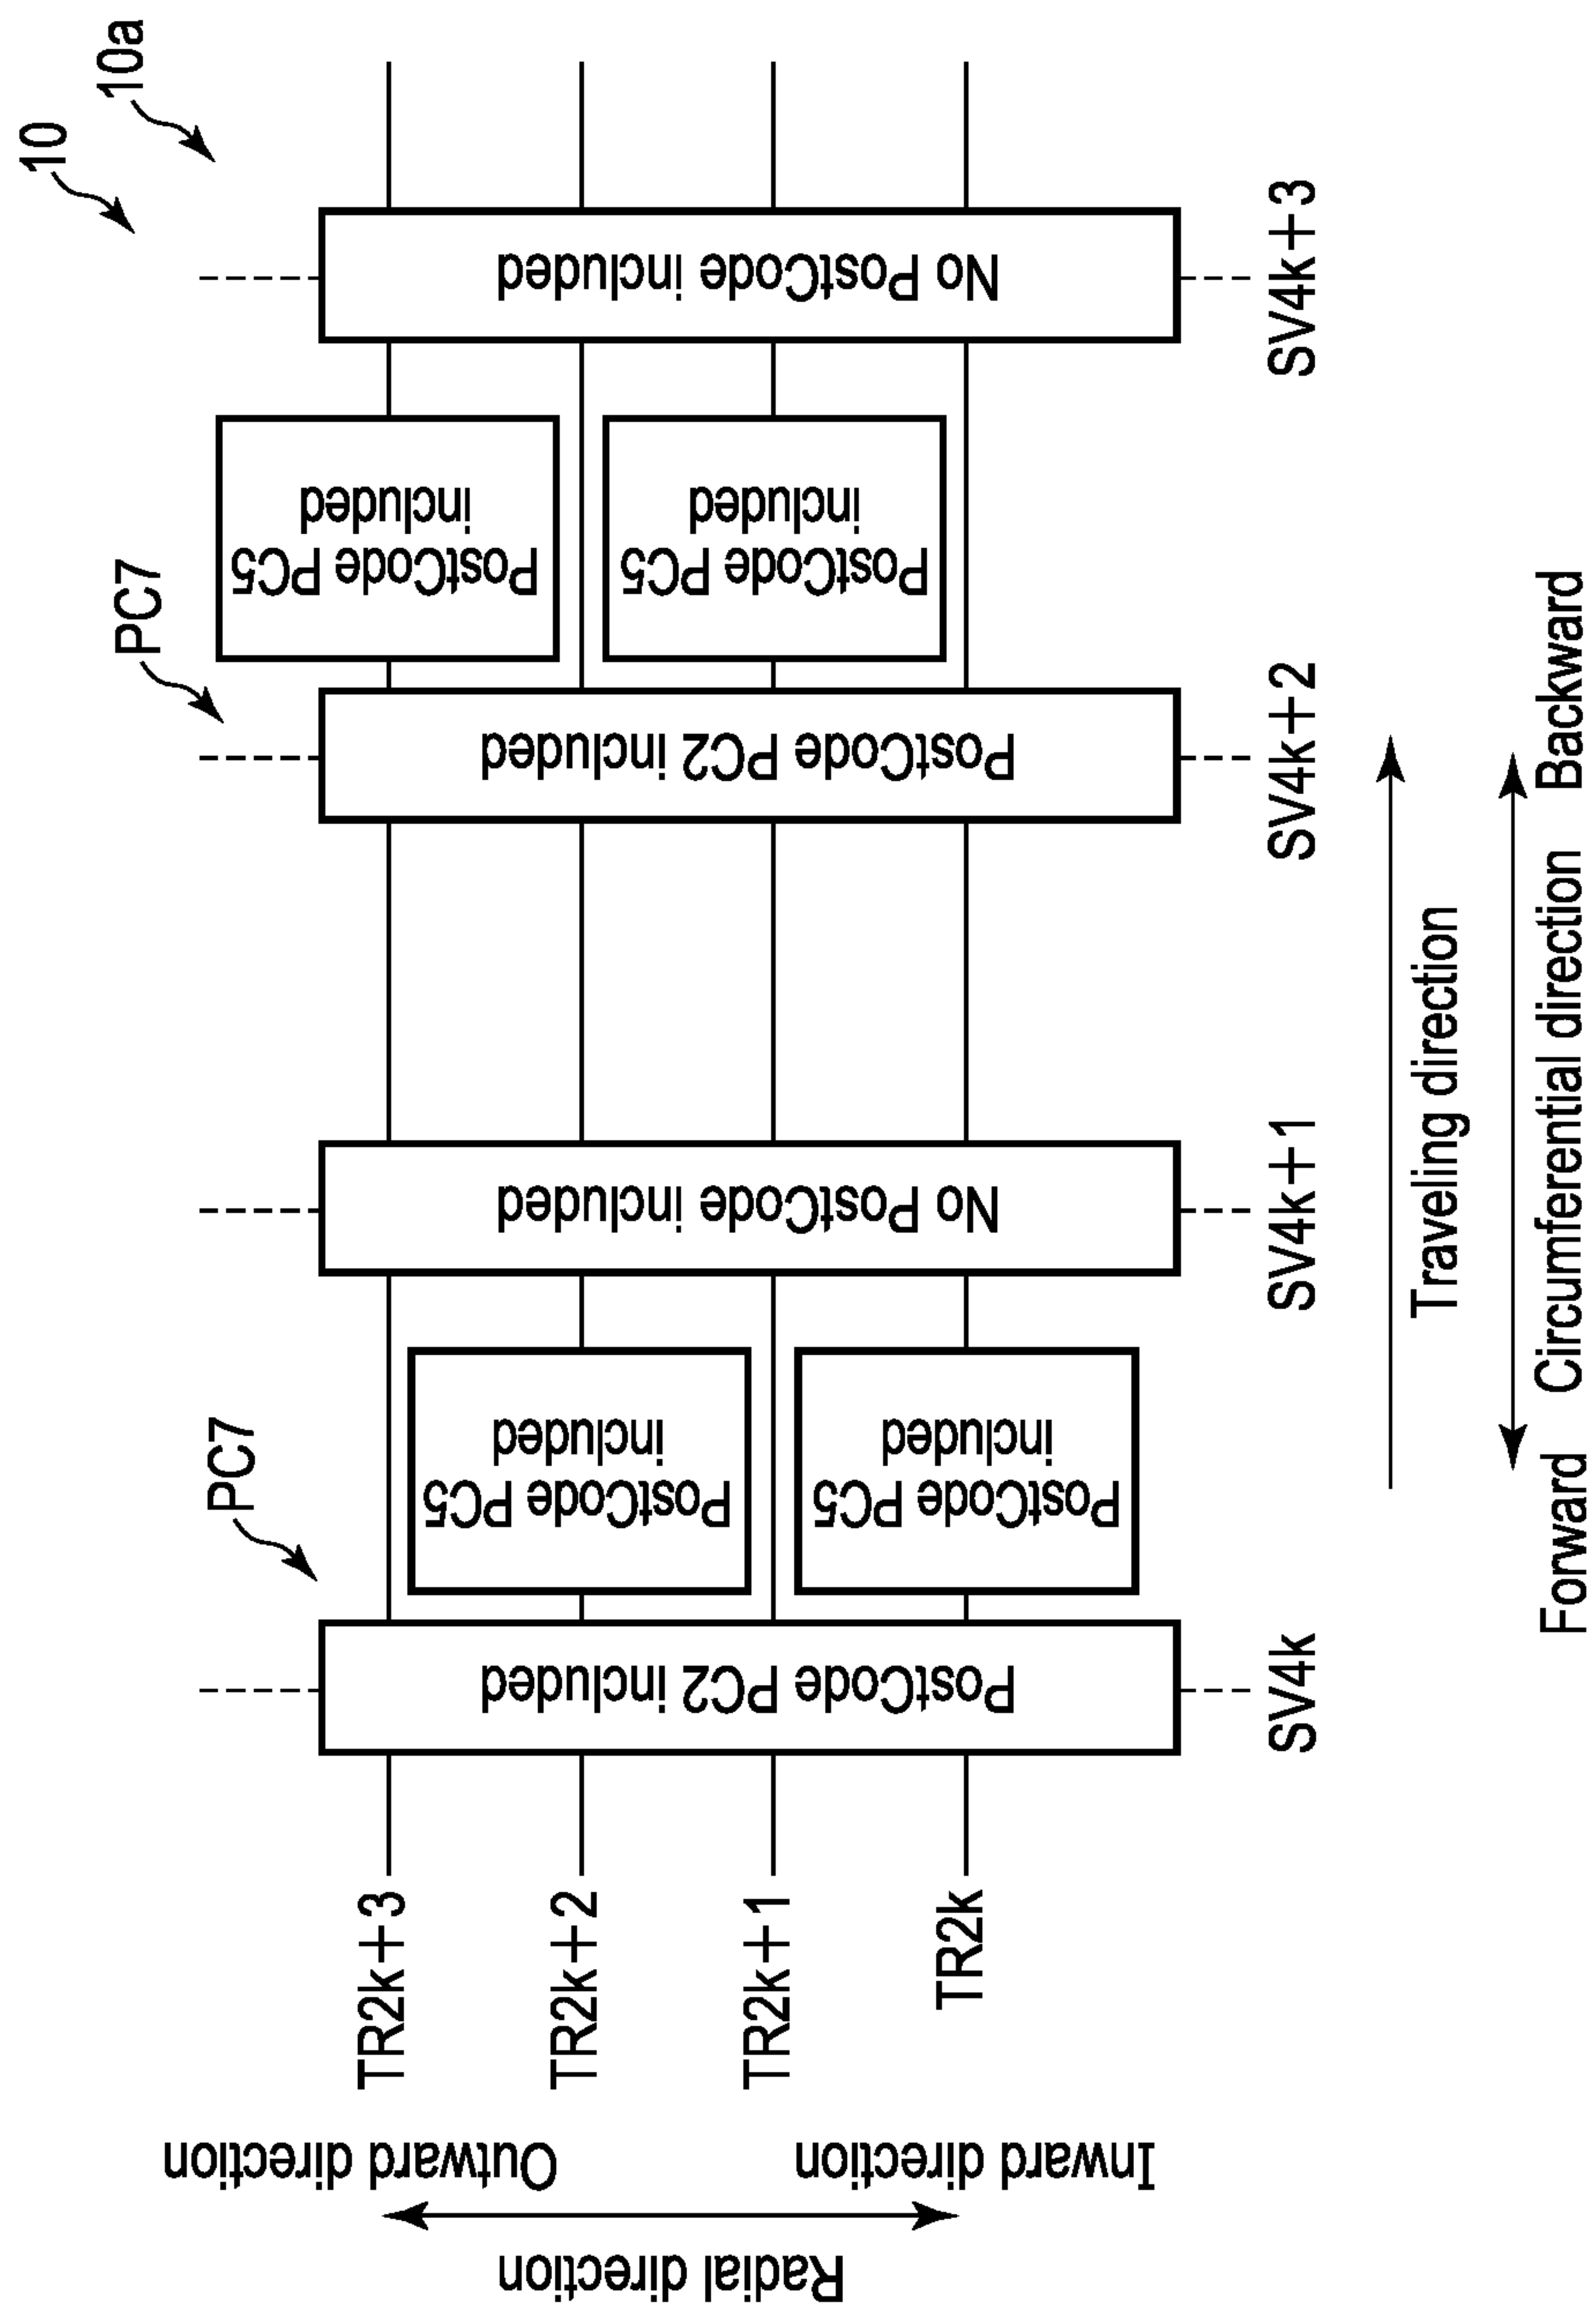 10
10a
PC7
PC7
TR2k+3
TR2k+2
TR2k+1
TR2k
Radial direction
Outward direction
Inward direction
PostCode PC2 included
PostCode PC5
included
PostCode PC5
included
No PostCode included
PostCode PC2 included
PostCode PC5
included
PostCode PC5
included
No PostCode included
SV4k
SV4k+1
SV4k+2
SV4k+3
Traveling direction
Forward Circumferential direction Backward